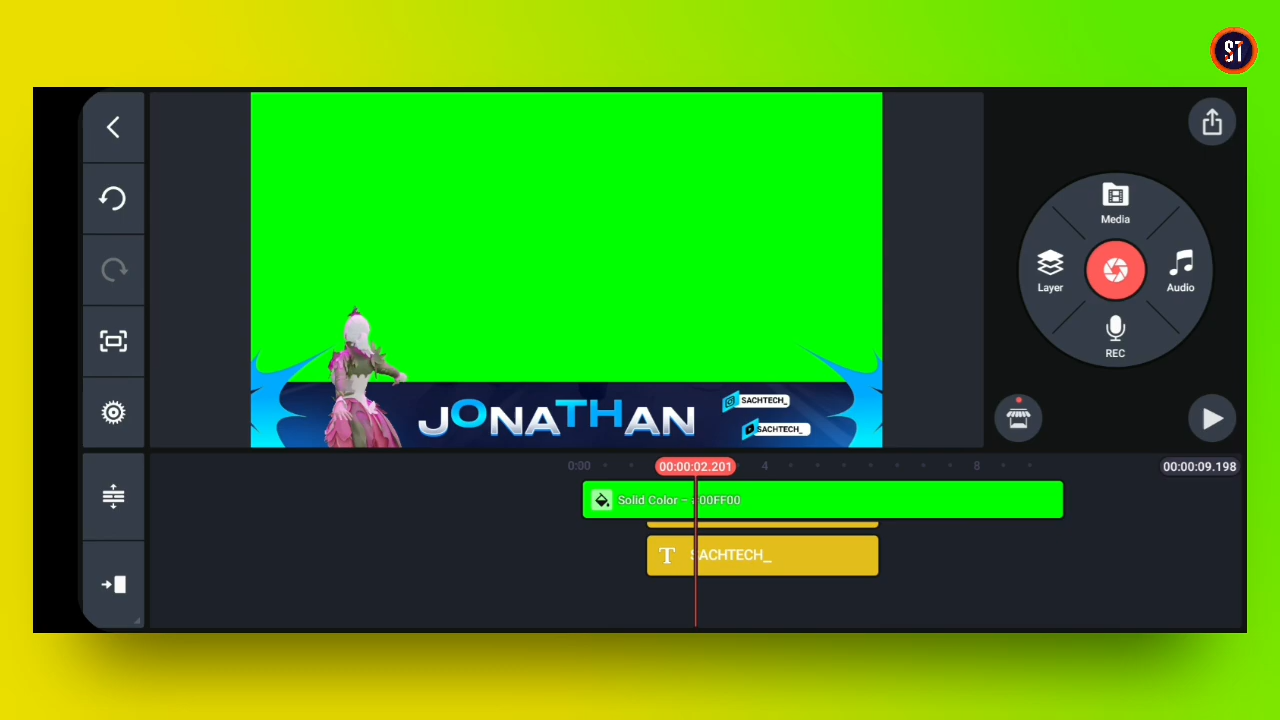 ST
Media
Layer
Audio
REC
JONATHAN
SACHTECH_
SACHTECH_
0:00
00:00:02.201
4
8
00:00:09.198
Solid Color – #00FF00
T SACHTECH_